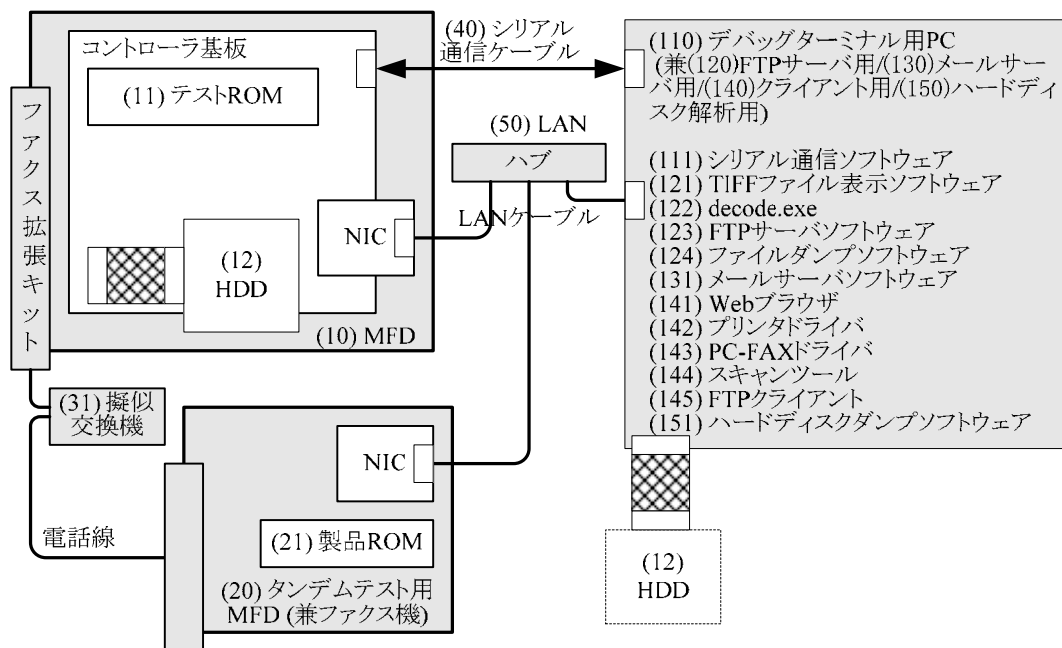 コントローラ基板
(11) テストROM
ファクス拡張キット
NIC
(12)
HDD
(10) MFD
(40) シリアル
通信ケーブル
(50) LAN
ハブ
LANケーブル
(110) デバッグターミナル用PC
(兼(120)FTPサーバ用/(130)メールサー
バ用/(140)クライアント用/(150)ハードディ
スク解析用)
(111) シリアル通信ソフトウェア
(121) TIFFファイル表示ソフトウェア
(122) decode.exe
(123) FTPサーバソフトウェア
(124) ファイルダンプソフトウェア
(131) メールサーバソフトウェア
(141) Webブラウザ
(142) プリンタドライバ
(143) PC-FAXドライバ
(144) スキャンツール
(145) FTPクライアント
(151) ハードディスクダンプソフトウェア
(31) 擬似
交換機
電話線
NIC
(21) 製品ROM
(20) タンデムテスト用
MFD (兼ファクス機)
(12)
HDD